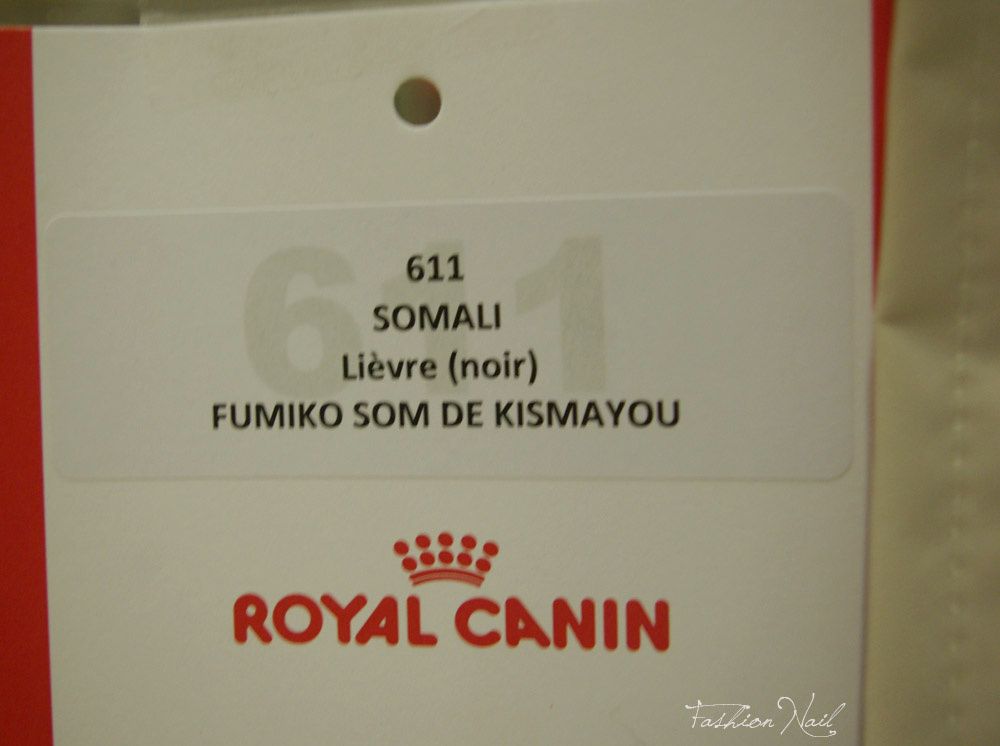 611
SOMALI
Lièvre (noir)
FUMIKO SOM DE KISMAYOU
ROYAL CANIN
Fashion Nail